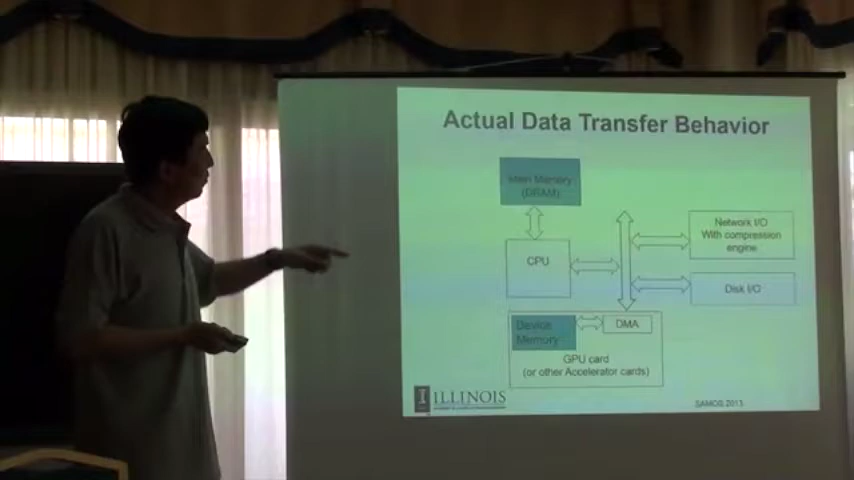 Actual Data Transfer Behavior
Main Memory
(DRAM)
Network I/O
With compression
engine
CPU
Disk I/O
Device
Memory
DMA
GPU card
(or other Accelerator cards)
I ILLINOIS
SAMOS 2013